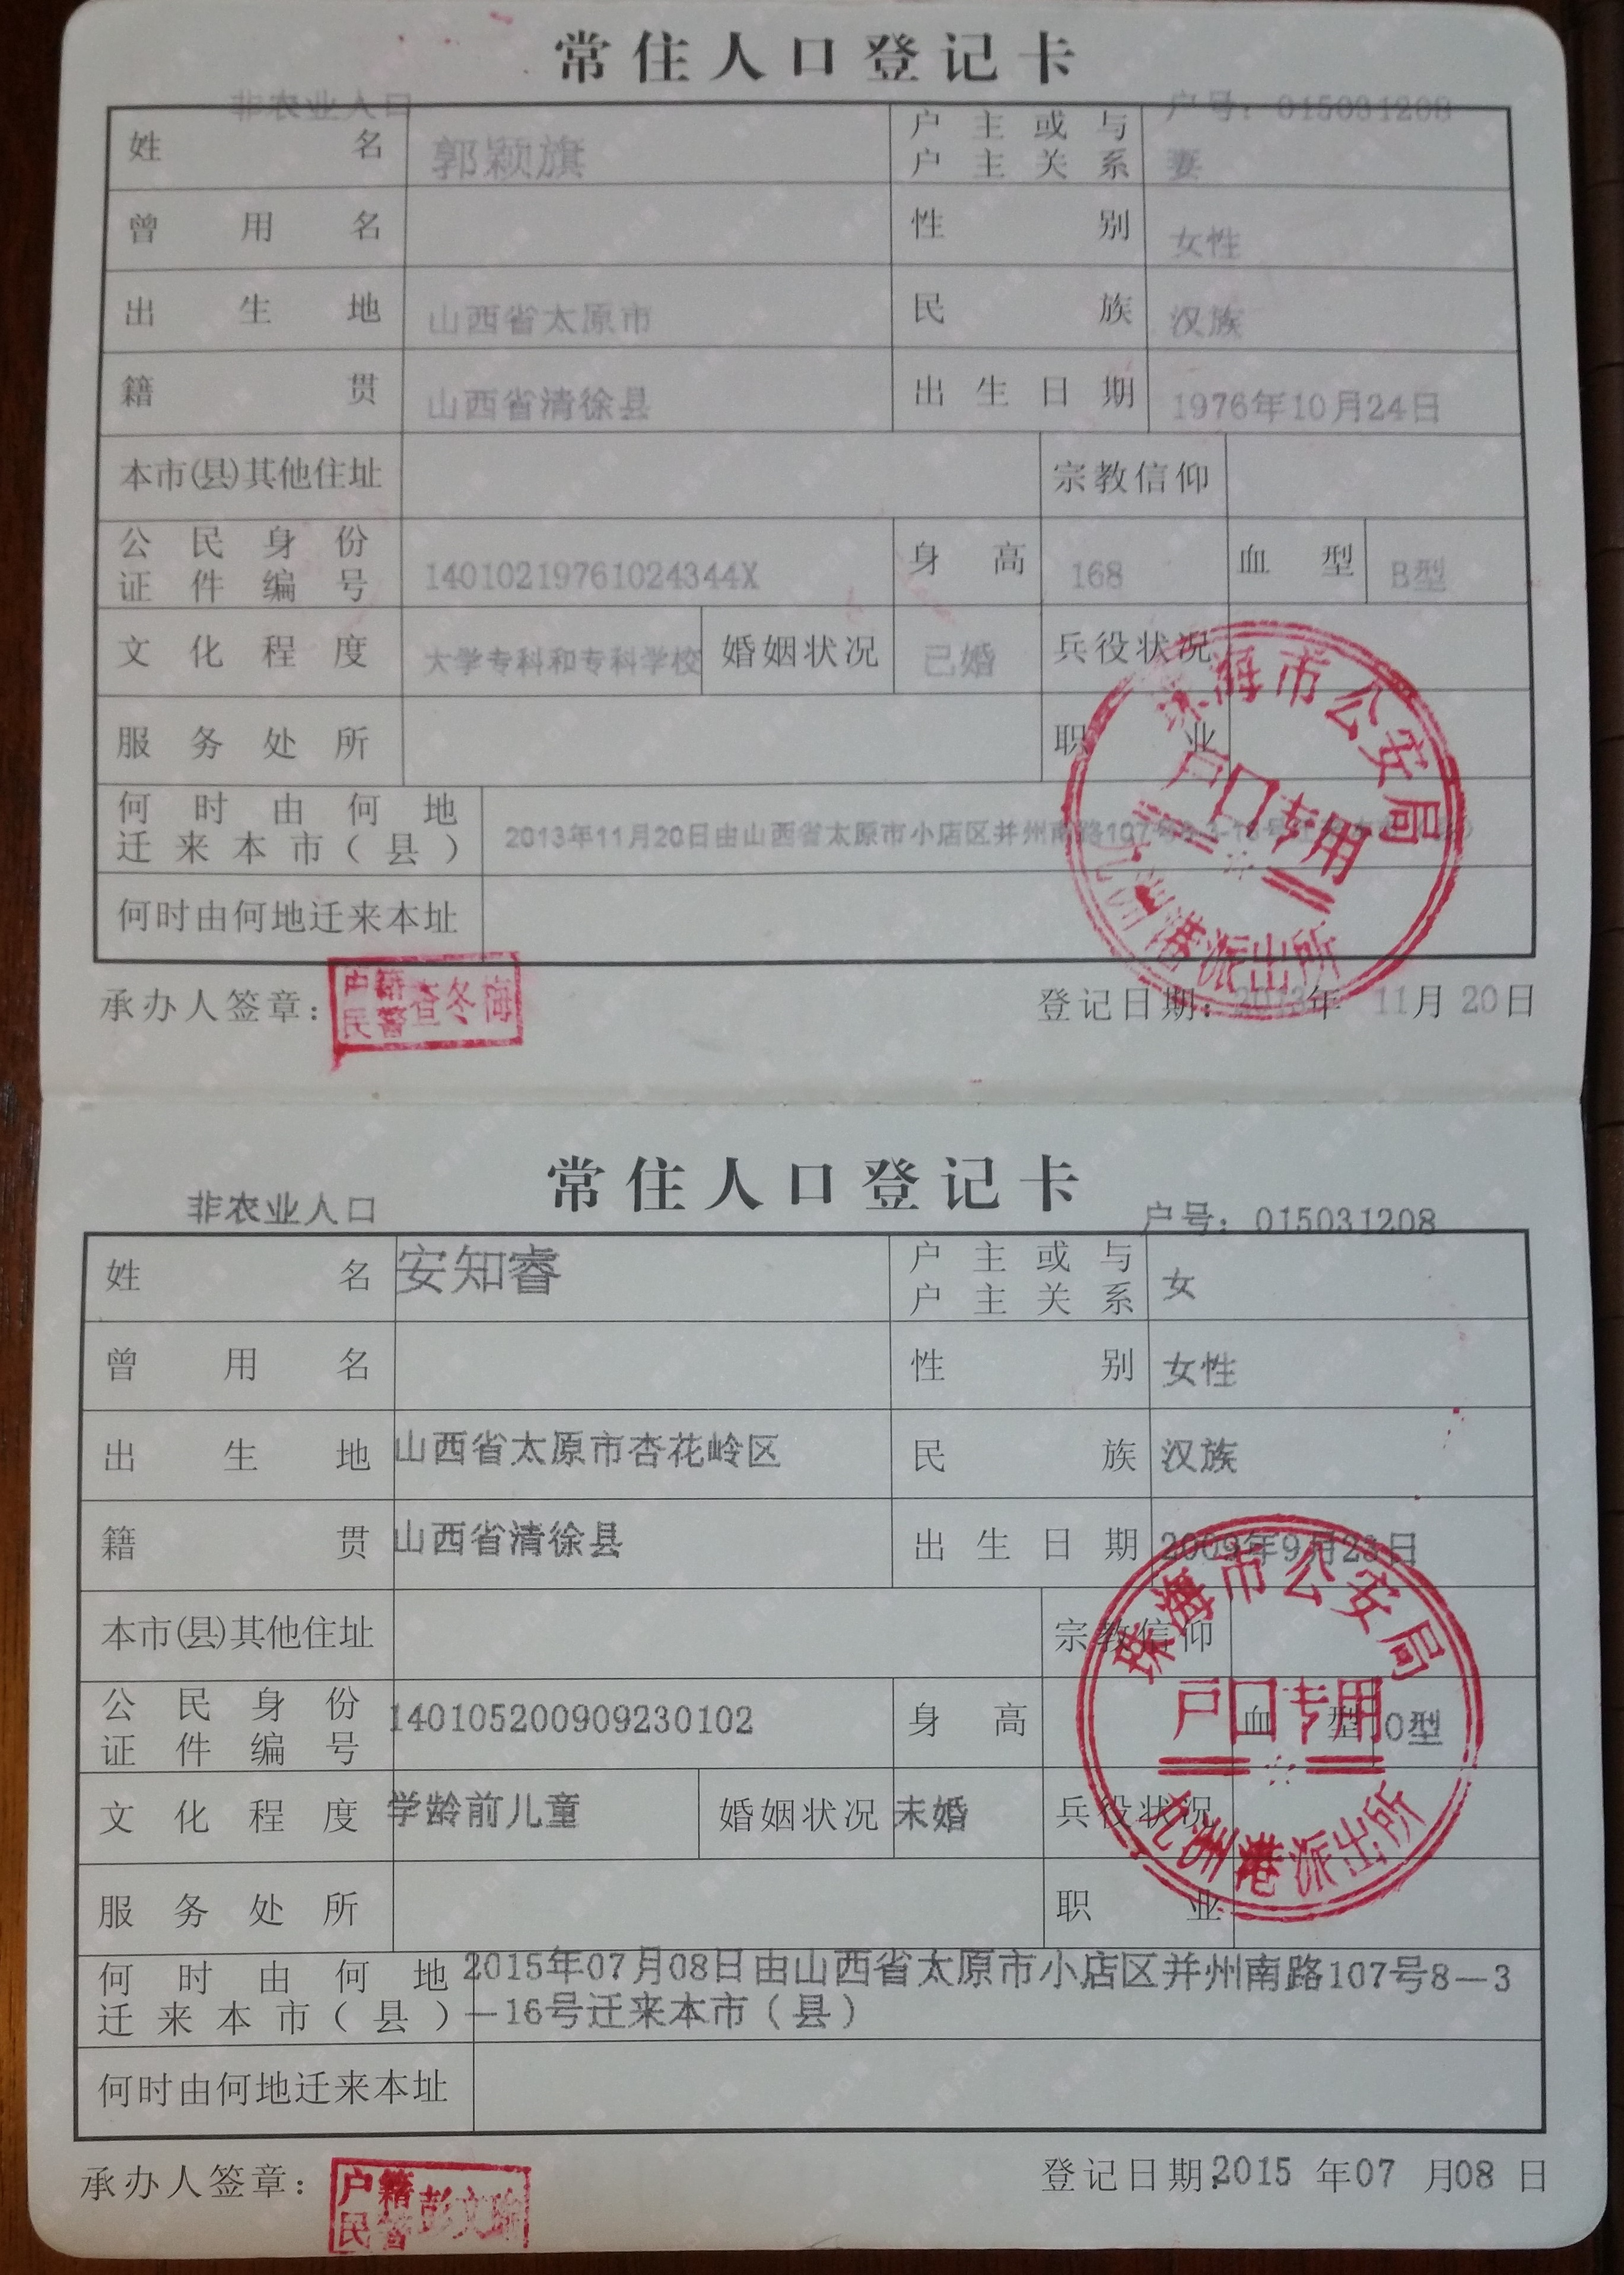 常住人口登记卡
非农业人口 户号：015031208
姓名 郭颖旗 户主或与户主关系 妻
曾用名 性别 女性
出生地 山西省太原市 民族 汉族
籍贯 山西省清徐县 出生日期 1976年10月24日
本市(县)其他住址 宗教信仰
公民身份证件编号 14010219761024344X 身高 168 血型 B型
文化程度 大学专科和专科学校 婚姻状况 已婚 兵役状况
服务处所 职业
何时由何地迁来本市（县） 2013年11月20日由山西省太原市小店区并州南路107号
何时由何地迁来本址
珠海市公安局
户口专用
九洲港派出所
承办人签章： 户籍民警 查冬海 登记日期：2013年11月20日
常住人口登记卡
非农业人口 户号：015031208
姓名 安知睿 户主或与户主关系 女
曾用名 性别 女性
出生地 山西省太原市杏花岭区 民族 汉族
籍贯 山西省清徐县 出生日期 2009年9月23日
本市(县)其他住址 宗教信仰
公民身份证件编号 140105200909230102 身高 血型 O型
文化程度 学龄前儿童 婚姻状况 未婚 兵役状况
服务处所 职业
何时由何地迁来本市（县） 2015年07月08日由山西省太原市小店区并州南路107号8—3
—16号迁来本市（县）
何时由何地迁来本址
珠海市公安局
户口专用
九洲港派出所
承办人签章： 户籍民警 彭文 登记日期：2015年07月08日